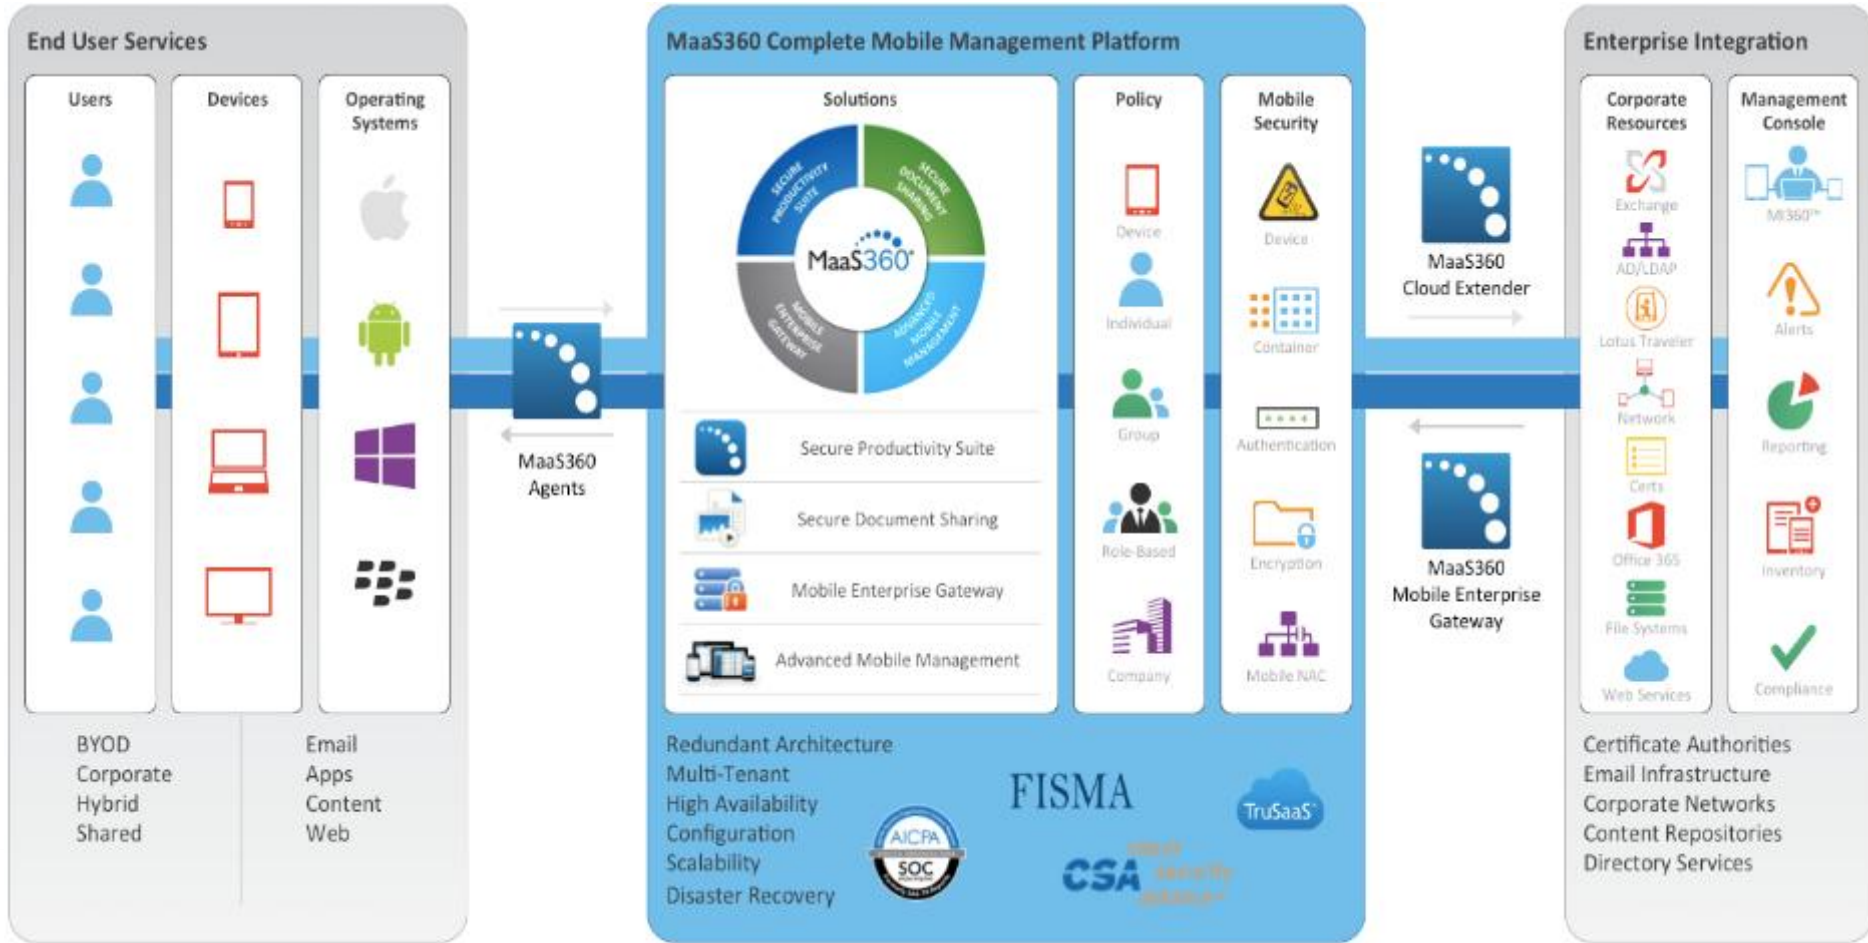 End User Services
Users
Devices
Operating
Systems
BYOD
Corporate
Hybrid
Shared
Email
Apps
Content
Web
MaaS360
Agents
MaaS360 Complete Mobile Management Platform
Solutions
SECURE
PRODUCTIVITY
SUITE
SECURE
DOCUMENT
SHARING
MaaS360
MOBILE
ENTERPRISE
GATEWAY
ADVANCED
MOBILE
MANAGEMENT
Secure Productivity Suite
Secure Document Sharing
Mobile Enterprise Gateway
Advanced Mobile Management
Policy
Device
Individual
Group
Role-Based
Company
Mobile
Security
Device
Container
Authentication
Encryption
Mobile NAC
Redundant Architecture
Multi-Tenant
High Availability
Configuration
Scalability
Disaster Recovery
AICPA
SOC
FISMA
CSA
TruSaaS
MaaS360
Cloud Extender
MaaS360
Mobile Enterprise
Gateway
Enterprise Integration
Corporate
Resources
Exchange
AD/LDAP
Lotus Traveler
Network
Certs
Office 365
File Systems
Web Services
Management
Console
MI360™
Alerts
Reporting
Inventory
Compliance
Certificate Authorities
Email Infrastructure
Corporate Networks
Content Repositories
Directory Services